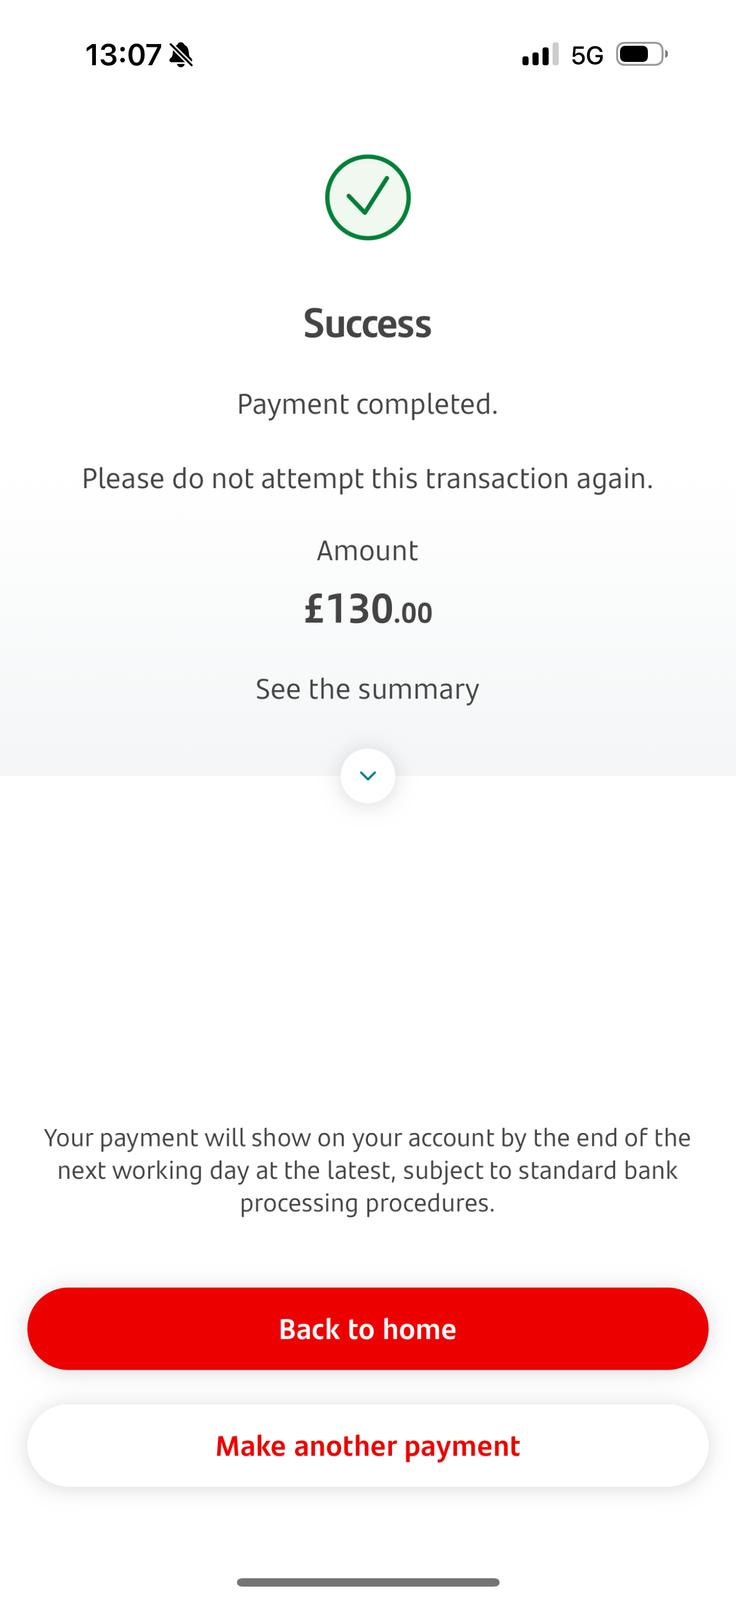 13:07
5G
Success
Payment completed.
Please do not attempt this transaction again.
Amount
£130.00
See the summary
Your payment will show on your account by the end of the
next working day at the latest, subject to standard bank
processing procedures.
Back to home
Make another payment